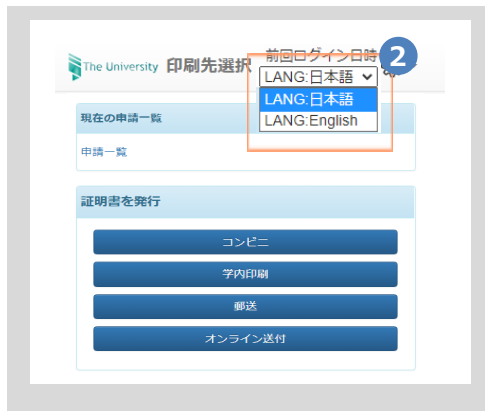 前回ログイン日時
2
The University 印刷先選択
LANG:日本語
LANG:日本語
LANG:English
現在の申請一覧
申請一覧
証明書を発行
コンビニ
学内印刷
郵送
オンライン送付